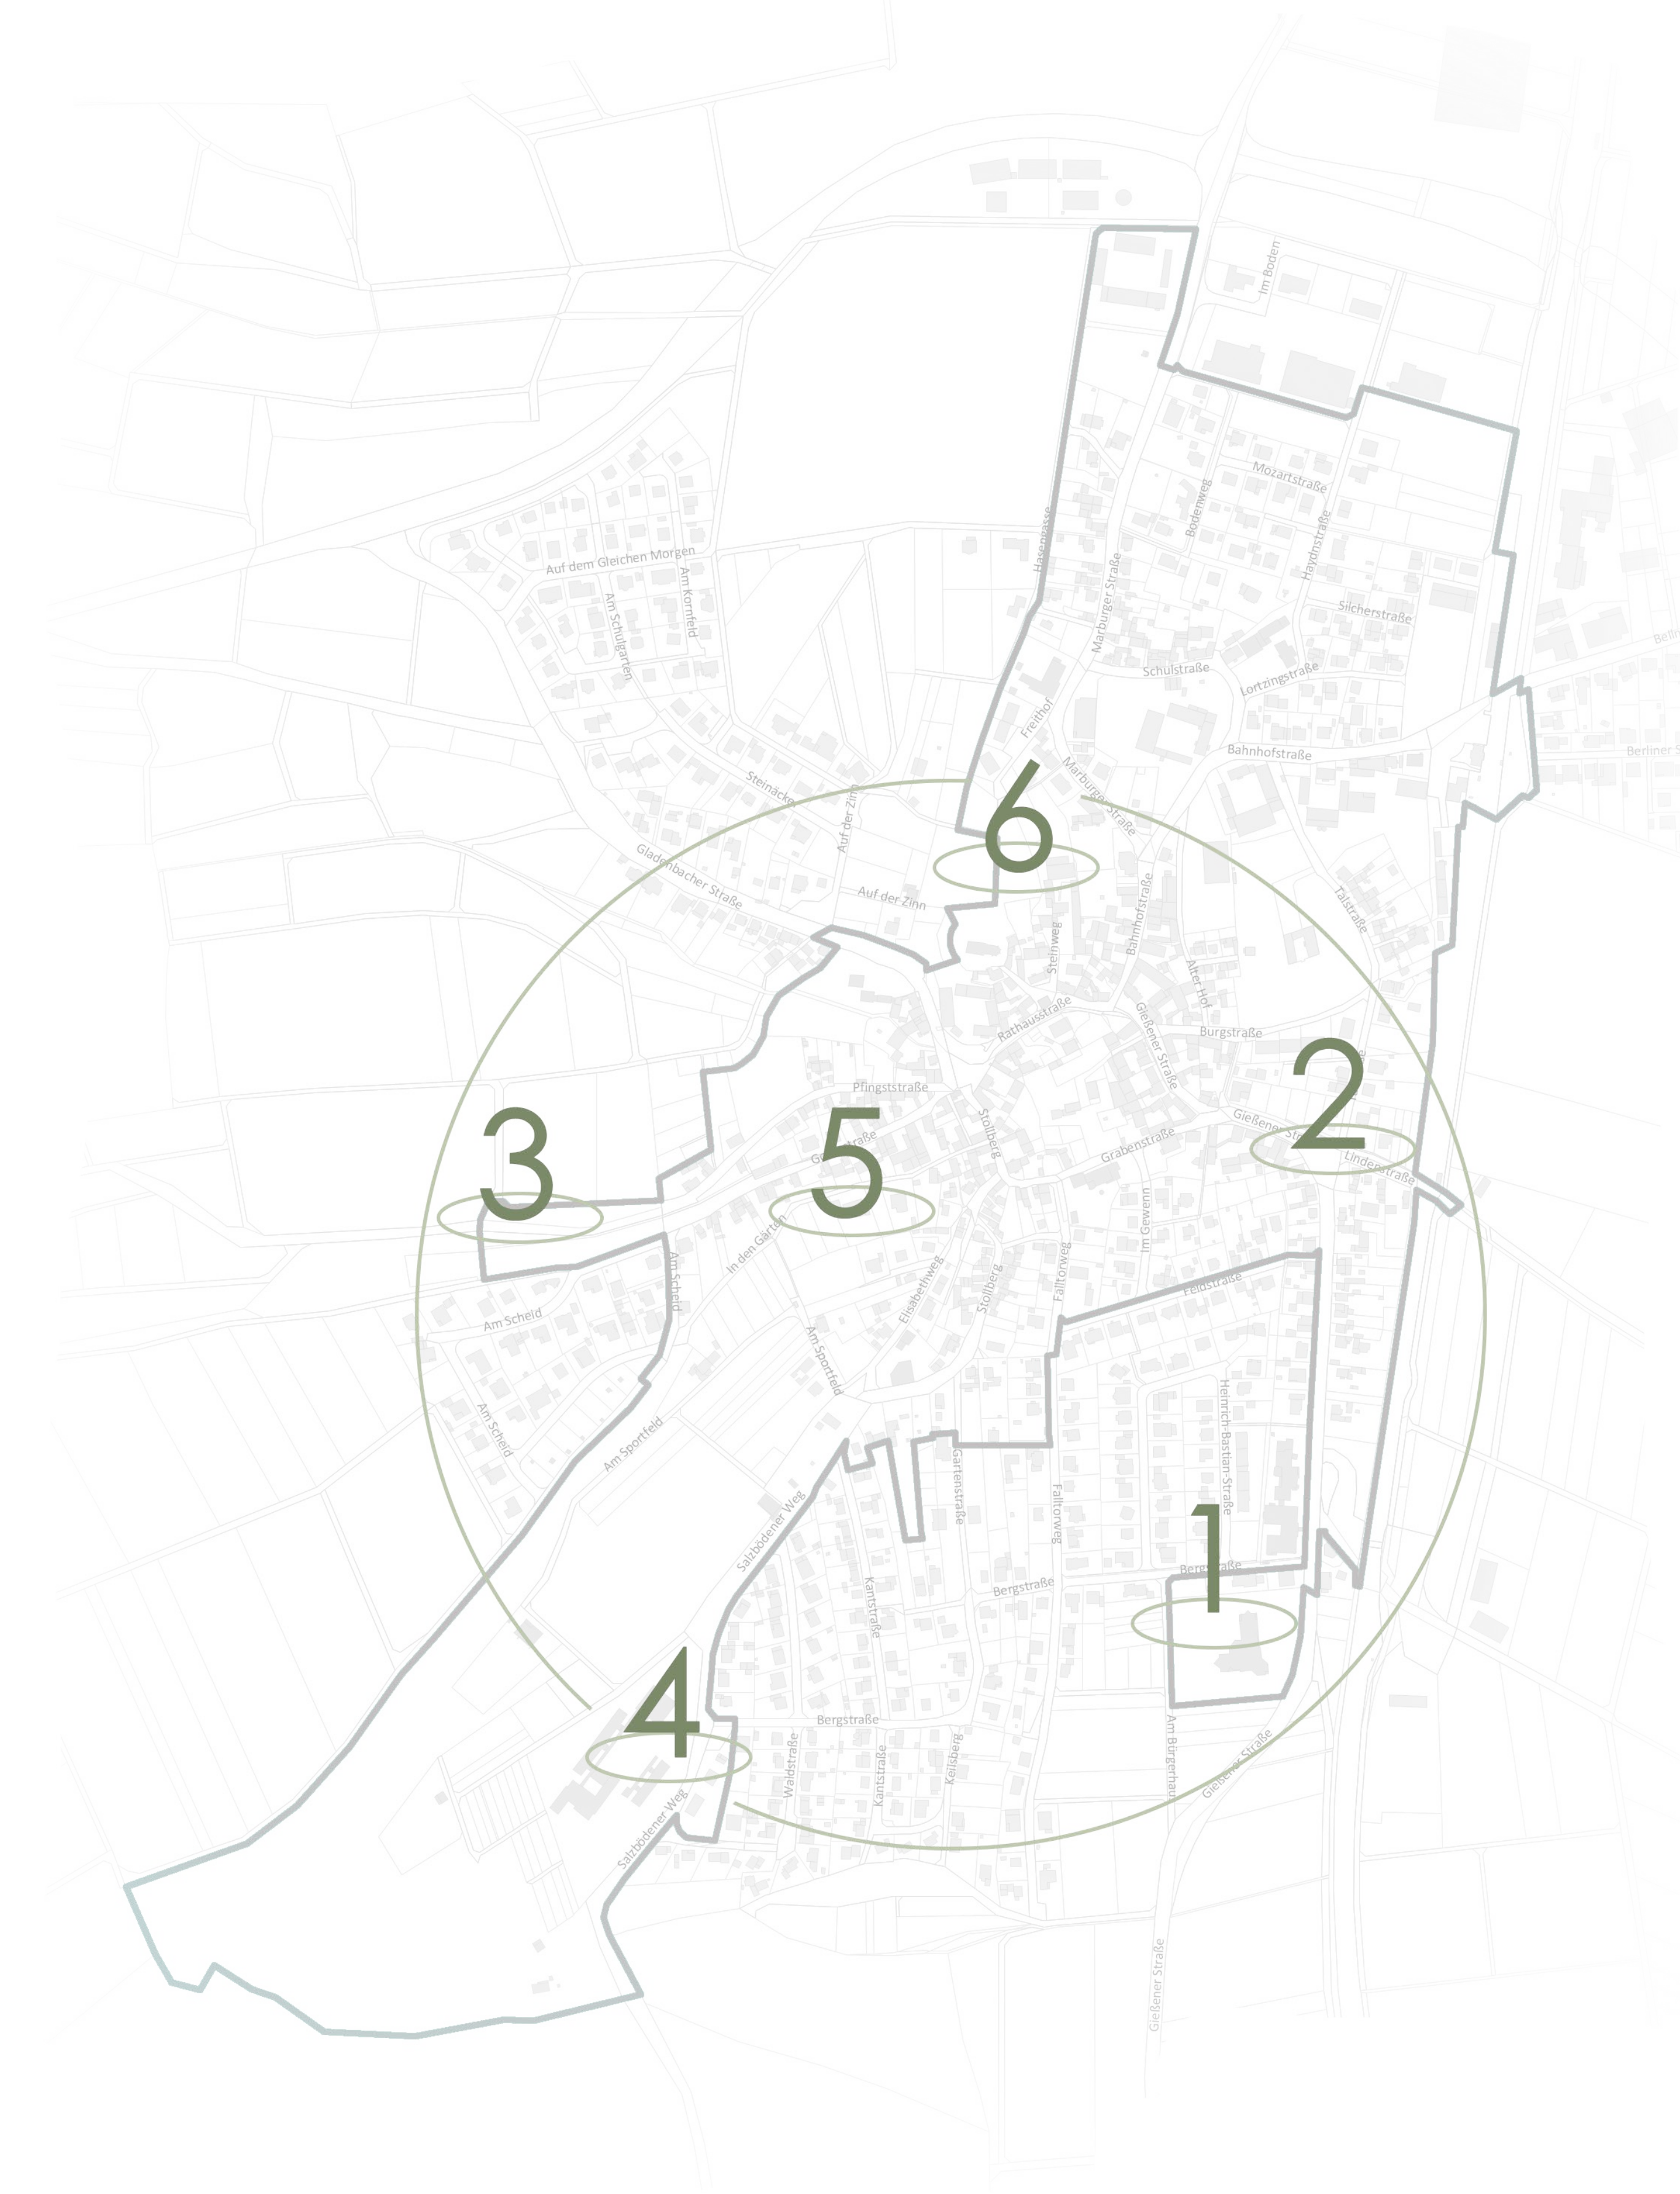 Im Boden
Mozartstraße
Bodenweg
Hasengasse
Haydnstraße
Auf dem Gleichen Morgen
Am Kornfeld
Marburger Straße
Am Schulgarten
Silcherstraße
Schulstraße
Lortzingstraße
Freithof
Bahnhofstraße
Berliner S
Steinacker
Marburger Straße
6
Auf der Zinn
Gladenbacher Straße
Auf der Zinn
Bahnhofstraße
Talstraße
Steinweg
Alter Hof
Rathausstraße
Gießener Straße
Burgstraße
2
Pfingststraße
3
5
Stollberg
Gießener Str
Grabenstraße
Lindenstraße
In den Gärten
Im Gewenn
Am Scheid
Elisabethweg
Stollberg
Falltorweg
Feldstraße
Am Scheid
Am Sportfeld
Heinrich-Bastian-Straße
Am Scheid
Am Sportfeld
Gartenstraße
Falltorweg
Salzbödener Weg
1
Bergstraße
Kantstraße
Bergstraße
4
Bergstraße
Waldstraße
Kantstraße
Keilsberg
Am Bürgerhaus
Gießener Straße
Salzbödener Weg
Gießener Straße